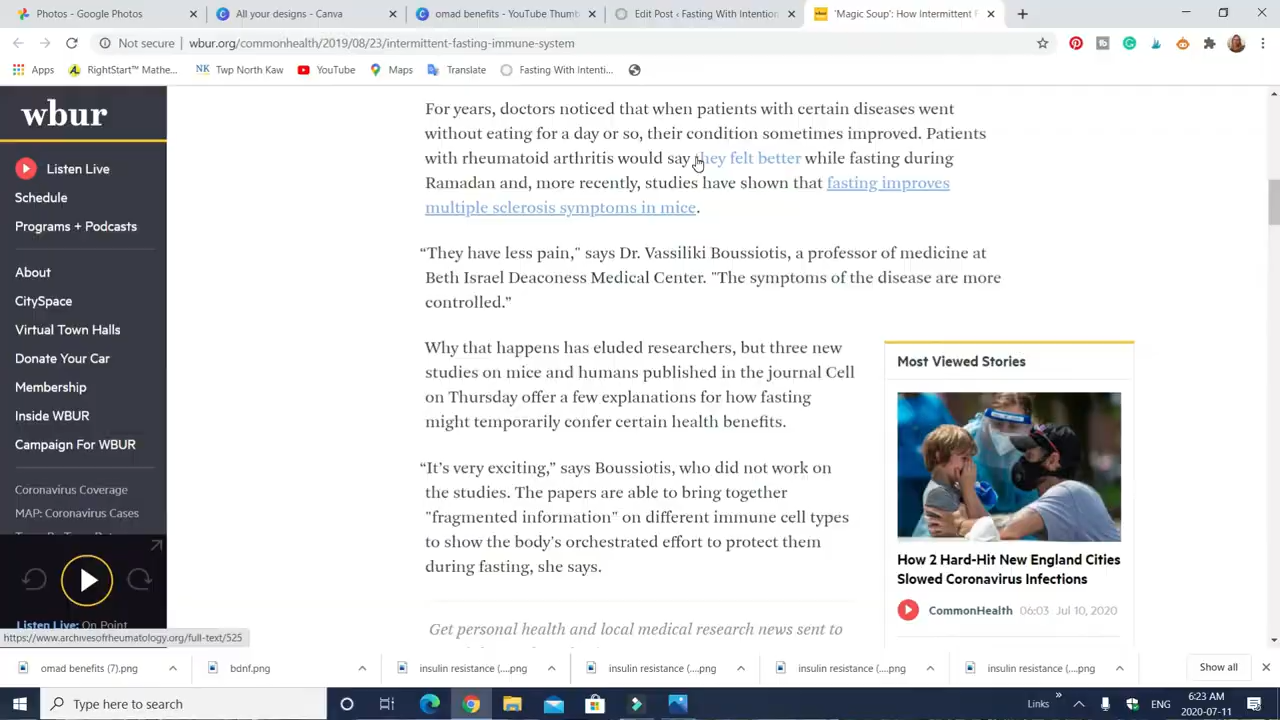 Photos - Google Photos
All your designs - Canva
omad benefits - YouTube Thumb
Edit Post ‹ Fasting With Intention
'Magic Soup': How Intermittent F
Not secure | wbur.org/commonhealth/2019/08/23/intermittent-fasting-immune-system
Apps
RightStart™ Mathe...
NK Twp North Kaw
YouTube
Maps
Translate
Fasting With Intenti...
wbur
Listen Live
Schedule
Programs + Podcasts
About
CitySpace
Virtual Town Halls
Donate Your Car
Membership
Inside WBUR
Campaign For WBUR
Coronavirus Coverage
MAP: Coronavirus Cases
Listen Live: On Point
https://www.archivesofrheumatology.org/full-text/525
For years, doctors noticed that when patients with certain diseases went
without eating for a day or so, their condition sometimes improved. Patients
with rheumatoid arthritis would say they felt better while fasting during
Ramadan and, more recently, studies have shown that fasting improves
multiple sclerosis symptoms in mice.
“They have less pain," says Dr. Vassiliki Boussiotis, a professor of medicine at
Beth Israel Deaconess Medical Center. "The symptoms of the disease are more
controlled.”
Why that happens has eluded researchers, but three new
studies on mice and humans published in the journal Cell
on Thursday offer a few explanations for how fasting
might temporarily confer certain health benefits.
“It’s very exciting,” says Boussiotis, who did not work on
the studies. The papers are able to bring together
"fragmented information" on different immune cell types
to show the body's orchestrated effort to protect them
during fasting, she says.
Get personal health and local medical research news sent to
Most Viewed Stories
How 2 Hard-Hit New England Cities
Slowed Coronavirus Infections
CommonHealth 06:03 Jul 10, 2020
omad benefits (7).png
bdnf.png
insulin resistance (....png
insulin resistance (....png
insulin resistance (....png
insulin resistance (....png
Show all
Type here to search
Links
ENG
6:23 AM
2020-07-11